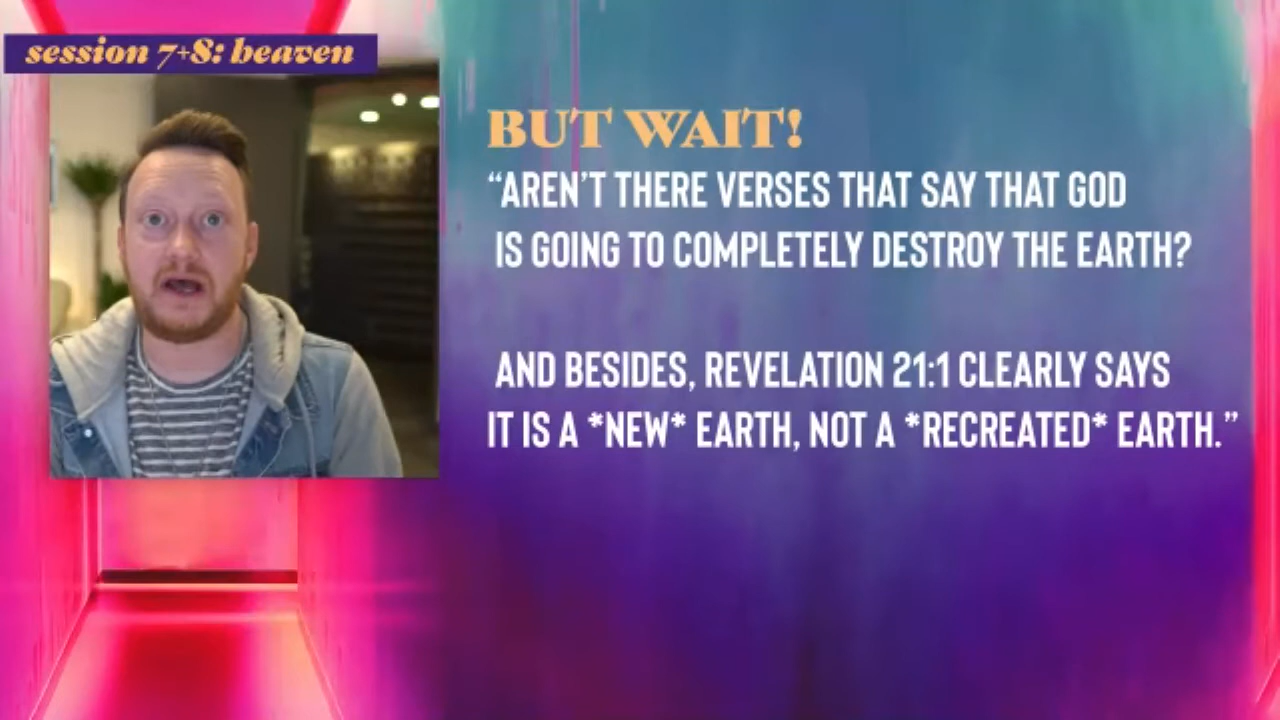 session 7+8: heaven
BUT WAIT!
“AREN’T THERE VERSES THAT SAY THAT GOD
IS GOING TO COMPLETELY DESTROY THE EARTH?
AND BESIDES, REVELATION 21:1 CLEARLY SAYS
IT IS A *NEW* EARTH, NOT A *RECREATED* EARTH.”